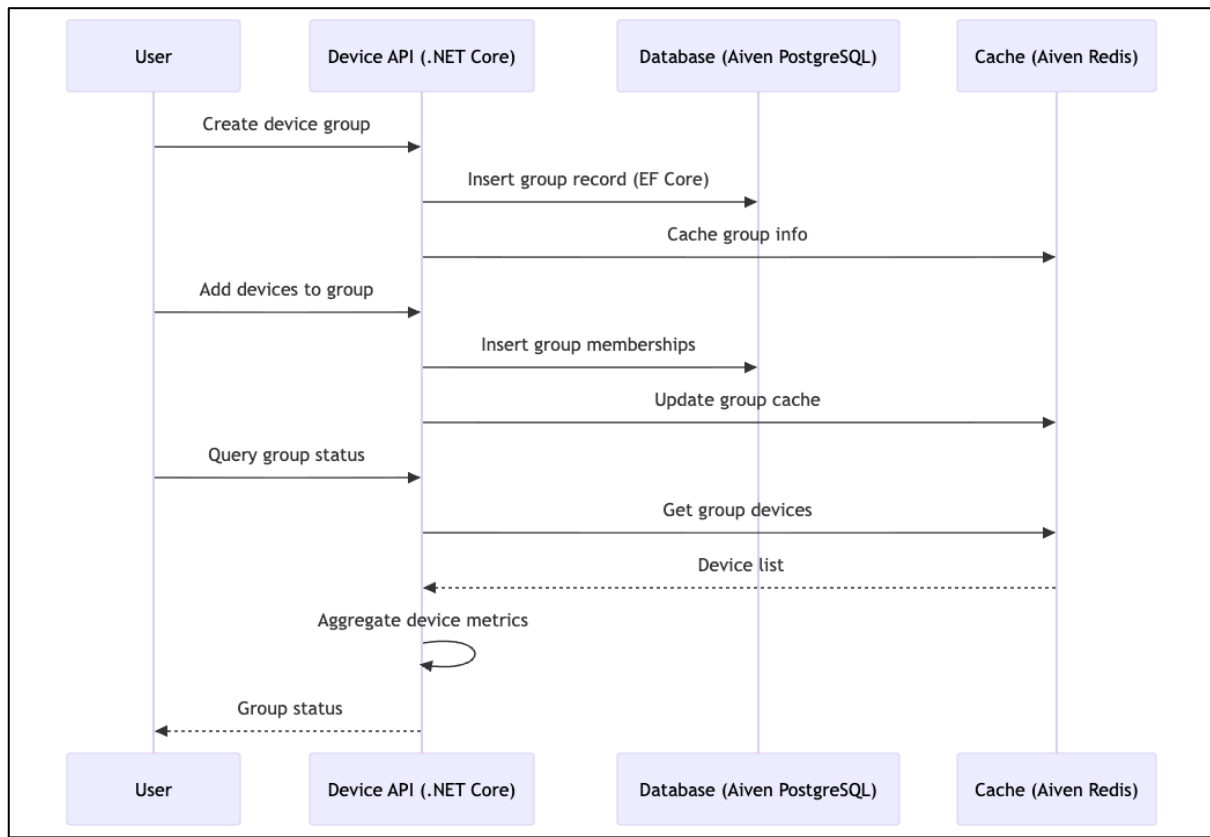 User
Device API (.NET Core)
Database (Aiven PostgreSQL)
Cache (Aiven Redis)
Create device group
Insert group record (EF Core)
Cache group info
Add devices to group
Insert group memberships
Update group cache
Query group status
Get group devices
Device list
Aggregate device metrics
Group status
User
Device API (.NET Core)
Database (Aiven PostgreSQL)
Cache (Aiven Redis)